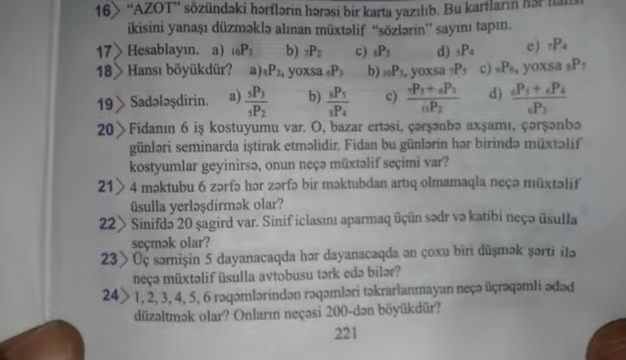 16 “AZOT” sözündəki hərflərin hərəsi bir karta yazılıb. Bu kartların hər hansı
ikisini yanaşı düzməklə alınan müxtəlif “sözlərin” sayını tapın.
17 Hesablayın. a) ₁₀P₃ b) ₇P₂ c) ₆P₃ d) ₅P₄ e) ₇P₄
18 Hansı böyükdür? a) ₆P₂, yoxsa ₆P₃ b) ₁₀P₃, yoxsa ₇P₅ c) P₆, yoxsa ₈P₇
19 Sadələşdirin. a) ₅P₃/₅P₂ b) ₈P₅/₈P₄ c) ₇P₃+₆P₃/₁₁P₂ d) ₆P₅+₆P₄/₆P₃
20 Fidanın 6 iş kostyumu var. O, bazar ertəsi, çərşənbə axşamı, çərşənbə
günləri seminarda iştirak etməlidir. Fidan bu günlərin hər birində müxtəlif
kostyumlar geyinirsə, onun neçə müxtəlif seçimi var?
21 4 məktubu 6 zərfə hər zərfə bir məktubdan artıq olmamaqla neçə müxtəlif
üsulla yerləşdirmək olar?
22 Sinifdə 20 şagird var. Sinif iclasını aparmaq üçün sədr və katibi neçə üsulla
seçmək olar?
23 Üç sərnişin 5 dayanacaqda hər dayanacaqda ən çoxu biri düşmək şərti ilə
neçə müxtəlif üsulla avtobusu tərk edə bilər?
24 1, 2, 3, 4, 5, 6 rəqəmlərindən rəqəmləri təkrarlanmayan neçə üçrəqəmli ədəd
düzəltmək olar? Onların neçəsi 200-dən böyükdür?
221